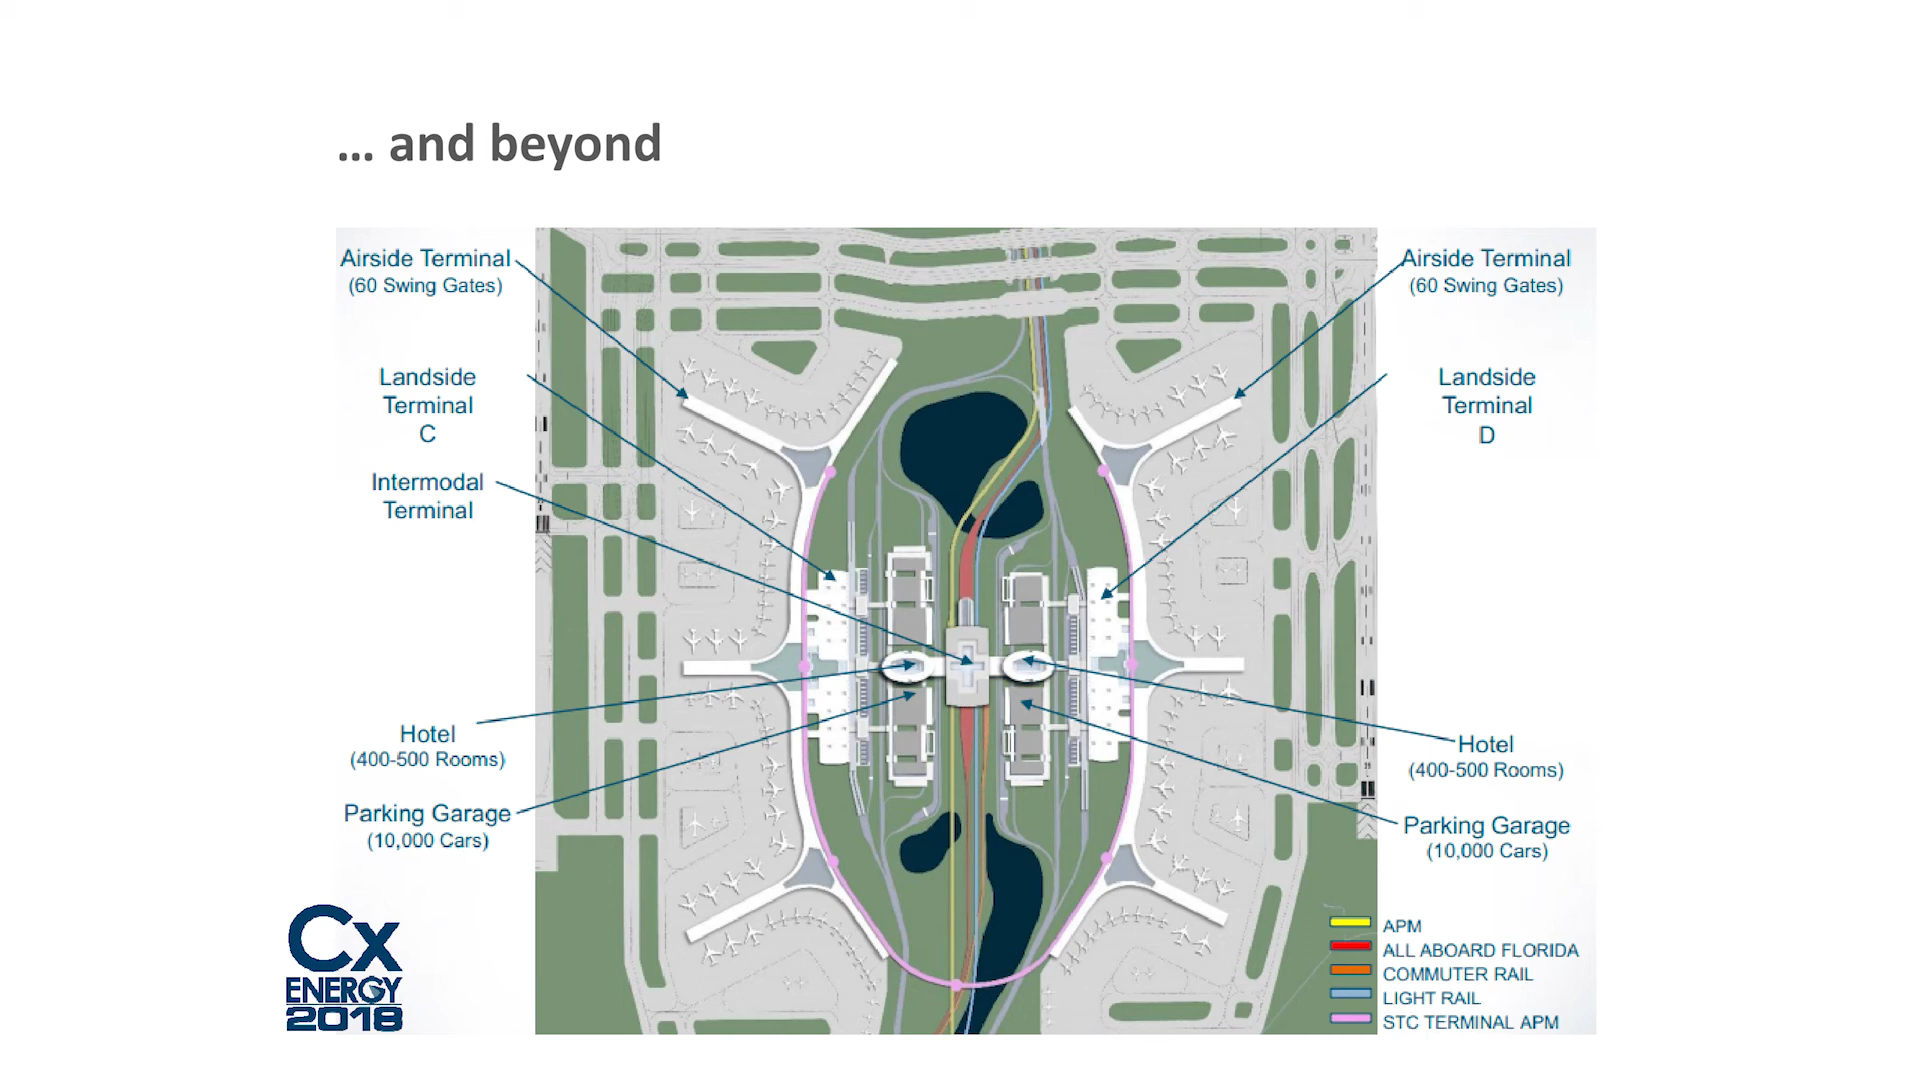 ... and beyond
Airside Terminal
(60 Swing Gates)
Landside
Terminal
C
Intermodal
Terminal
Hotel
(400-500 Rooms)
Parking Garage
(10,000 Cars)
Airside Terminal
(60 Swing Gates)
Landside
Terminal
D
Hotel
(400-500 Rooms)
Parking Garage
(10,000 Cars)
APM
ALL ABOARD FLORIDA
COMMUTER RAIL
LIGHT RAIL
STC TERMINAL APM
Cx
ENERGY
2018